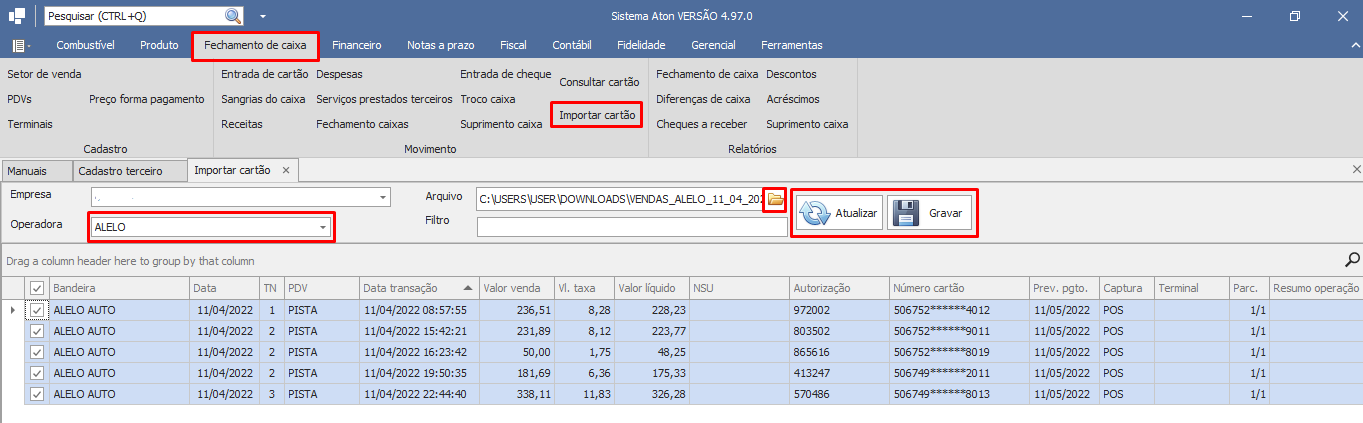 Pesquisar (CTRL+Q)
Sistema Aton VERSÃO 4.97.0
Combustível Produto Fechamento de caixa Financeiro Notas a prazo Fiscal Contábil Fidelidade Gerencial Ferramentas
Setor de venda Entrada de cartão Despesas Entrada de cheque Consultar cartão Fechamento de caixa Descontos
PDVs Preço forma pagamento Sangrias do caixa Serviços prestados terceiros Troco caixa Importar cartão Diferenças de caixa Acréscimos
Terminais Receitas Fechamento caixas Suprimento caixa Cheques a receber Suprimento caixa
Cadastro Movimento Relatórios
Manuais Cadastro terceiro Importar cartão
Empresa Arquivo C:\USERS\USER\DOWNLOADS\VENDAS_ALELO_11_04_202
Operadora ALELO Filtro Atualizar Gravar
Drag a column header here to group by that column
Bandeira Data TN PDV Data transação Valor venda Vl. taxa Valor líquido NSU Autorização Número cartão Prev. pgto. Captura Terminal Parc. Resumo operação
ALELO AUTO 11/04/2022 1 PISTA 11/04/2022 08:57:55 236,51 8,28 228,23 972002 506752******4012 11/05/2022 POS 1/1
ALELO AUTO 11/04/2022 2 PISTA 11/04/2022 15:42:21 231,89 8,12 223,77 803502 506752******9011 11/05/2022 POS 1/1
ALELO AUTO 11/04/2022 2 PISTA 11/04/2022 16:23:42 50,00 1,75 48,25 865616 506752******8019 11/05/2022 POS 1/1
ALELO AUTO 11/04/2022 2 PISTA 11/04/2022 19:50:35 181,69 6,36 175,33 413247 506749******2011 11/05/2022 POS 1/1
ALELO AUTO 11/04/2022 3 PISTA 11/04/2022 22:44:40 338,11 11,83 326,28 570486 506749******8013 11/05/2022 POS 1/1